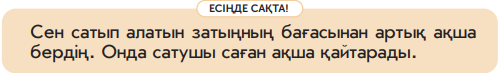 ЕСІҢДЕ САҚТА!
Сен сатып алатын затыңның бағасынан артық ақша
бердің. Онда сатушы саған ақша қайтарады.